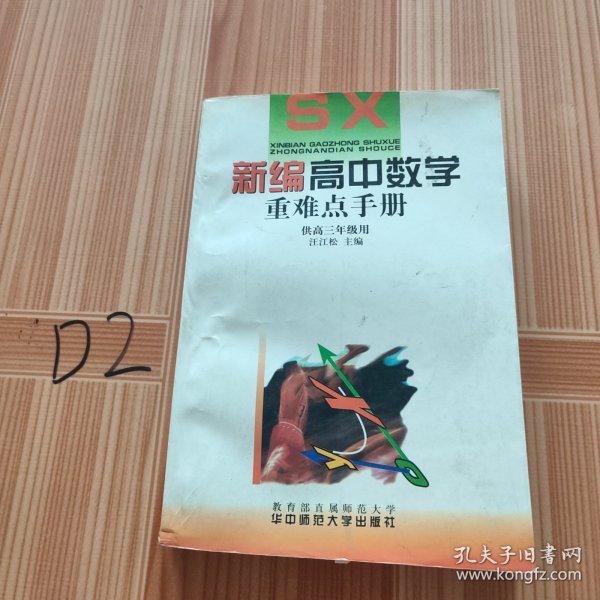 SX
XINBIAN GAOZHONG SHUXUE
ZHONGNANDIAN SHOUCE
新编高中数学
重难点手册
供高三年级用
汪江松 主编
D2
X
Y
O
教育部直属师范大学
华中师范大学出版社
孔夫子旧书网
www.kongfz.com